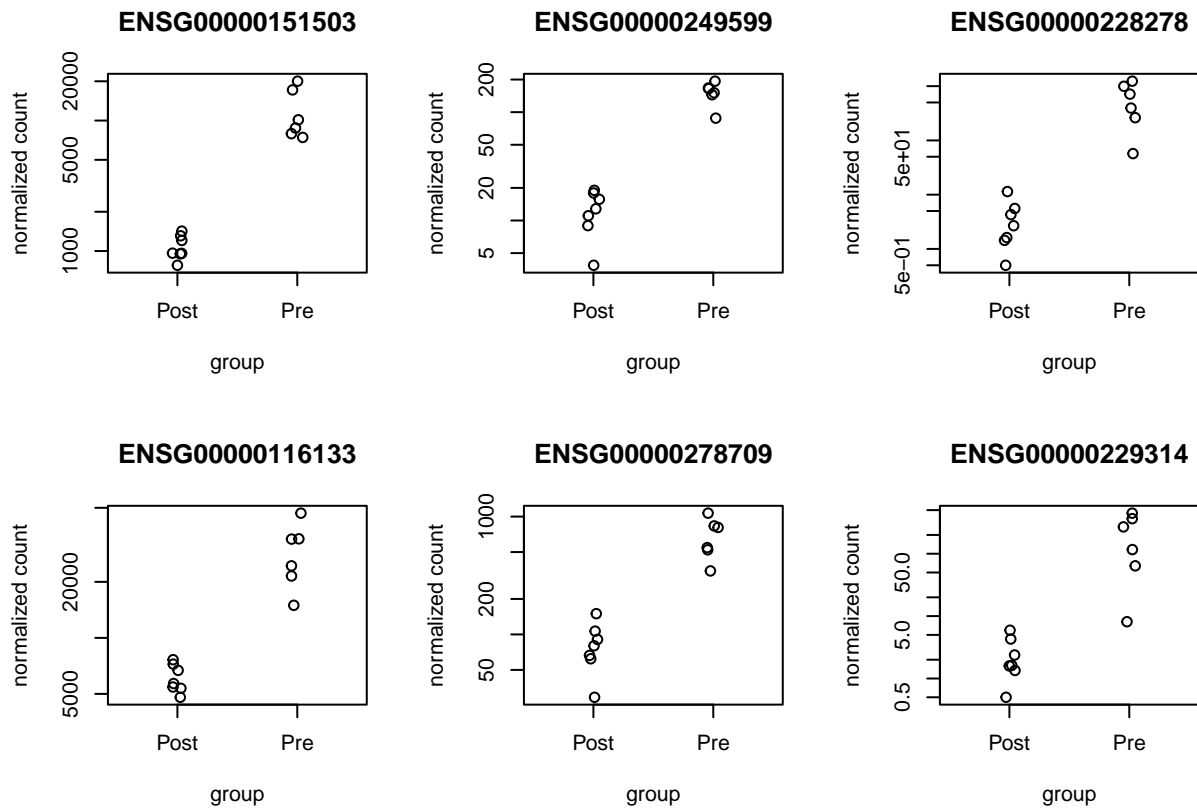 ENSG00000151503
normalized count
20000
5000
1000
Post Pre
group
ENSG00000249599
normalized count
200
50
20
5
Post Pre
group
ENSG00000228278
normalized count
5e+01
5e−01
Post Pre
group
ENSG00000116133
normalized count
20000
5000
Post Pre
group
ENSG00000278709
normalized count
1000
200
50
Post Pre
group
ENSG00000229314
normalized count
50.0
5.0
0.5
Post Pre
group